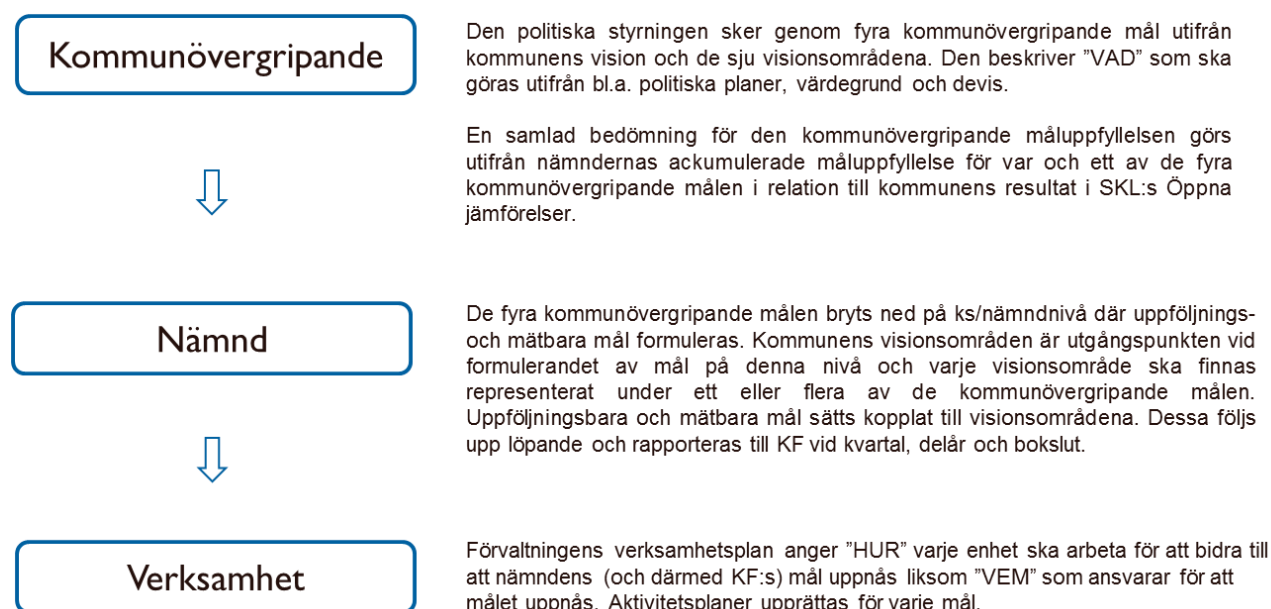 Kommunövergripande
Den politiska styrningen sker genom fyra kommunövergripande mål utifrån
kommunens vision och de sju visionsområdena. Den beskriver ”VAD” som ska
göras utifrån bl.a. politiska planer, värdegrund och devis.
En samlad bedömning för den kommunövergripande måluppfyllelsen görs
utifrån nämndernas ackumulerade måluppfyllelse för var och ett av de fyra
kommunövergripande målen i relation till kommunens resultat i SKL:s Öppna
jämförelser.
Nämnd
De fyra kommunövergripande målen bryts ned på ks/nämndnivå där uppföljnings-
och mätbara mål formuleras. Kommunens visionsområden är utgångspunkten vid
formulerandet av mål på denna nivå och varje visionsområde ska finnas
representerat under ett eller flera av de kommunövergripande målen.
Uppföljningsbara och mätbara mål sätts kopplat till visionsområdena. Dessa följs
upp löpande och rapporteras till KF vid kvartal, delår och bokslut.
Verksamhet
Förvaltningens verksamhetsplan anger ”HUR” varje enhet ska arbeta för att bidra till
att nämndens (och därmed KF:s) mål uppnås liksom ”VEM” som ansvarar för att
målet uppnås. Aktivitetsplaner upprättas för varje mål.